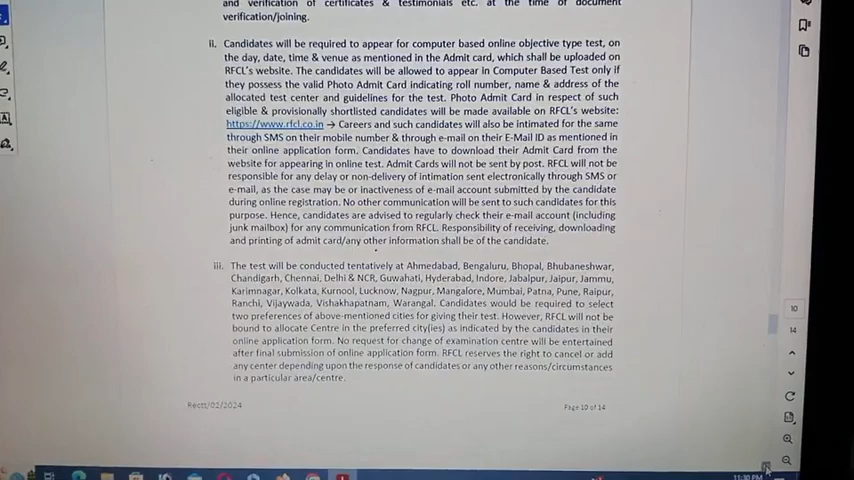 and verification of certificates & testimonials etc. at the time of document
verification/joining.
ii. Candidates will be required to appear for computer based online objective type test, on
the day, date, time & venue as mentioned in the Admit card, which shall be uploaded on
RFCL's website. The candidates will be allowed to appear in Computer Based Test only if
they possess the valid Photo Admit Card indicating roll number, name & address of the
allocated test center and guidelines for the test. Photo Admit Card in respect of such
eligible & provisionally shortlisted candidates will be made available on RFCL's website:
https://www.rfcl.co.in → Careers and such candidates will also be intimated for the same
through SMS on their mobile number & through e-mail on their E-Mail ID as mentioned in
their online application form. Candidates have to download their Admit Card from the
website for appearing in online test. Admit Cards will not be sent by post. RFCL will not be
responsible for any delay or non-delivery of intimation sent electronically through SMS or
e-mail, as the case may be or inactiveness of e-mail account submitted by the candidate
during online registration. No other communication will be sent to such candidates for this
purpose. Hence, candidates are advised to regularly check their e-mail account (including
junk mailbox) for any communication from RFCL. Responsibility of receiving, downloading
and printing of admit card/any other information shall be of the candidate.
iii. The test will be conducted tentatively at Ahmedabad, Bengaluru, Bhopal, Bhubaneshwar,
Chandigarh, Chennai, Delhi & NCR, Guwahati, Hyderabad, Indore, Jabalpur, Jaipur, Jammu,
Karimnagar, Kolkata, Kurnool, Lucknow, Nagpur, Mangalore, Mumbai, Patna, Pune, Raipur,
Ranchi, Vijaywada, Vishakhapatnam, Warangal. Candidates would be required to select
two preferences of above-mentioned cities for giving their test. However, RFCL will not be
bound to allocate Centre in the preferred city(ies) as indicated by the candidates in their
online application form. No request for change of examination centre will be entertained
after final submission of online application form. RFCL reserves the right to cancel or add
any center depending upon the response of candidates or any other reasons/circumstances
in a particular area/centre.
Rectt/02/2024
Page 10 of 14
10
14
11:30 PM